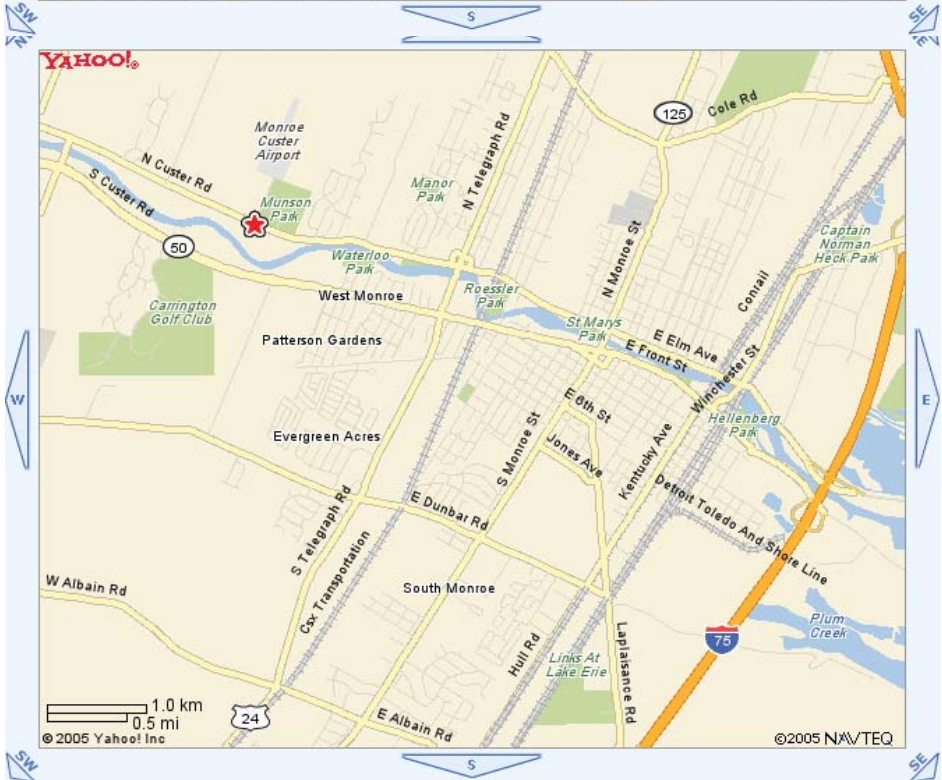 SW
S
SE
YAHOO!
125
Cole Rd
Monroe
Custer
Airport
N Telegraph Rd
N Custer Rd
Manor
Park
S Custer Rd
Munson
Park
50
Captain
Norman
Heck Park
Waterloo
Park
N Monroe St
Conrail
Roessler
Park
West Monroe
Carrington
Golf Club
St Marys
Park
E Elm Ave
Patterson Gardens
E Front St
Winchester St
W
E
E 6th St
Hellenberg
Park
Evergreen Acres
S Monroe St
Jones Ave
Kentucky Ave
Detroit Toledo And Shore Line
S Telegraph Rd
E Dunbar Rd
Csx Transportation
W Albain Rd
South Monroe
Plum
Creek
75
Hull Rd
Links At
Lake Erie
Laplaisance Rd
1.0 km
0.5 mi
24
E Albain Rd
© 2005 Yahoo! Inc
©2005 NAVTEQ
SW
S
SE